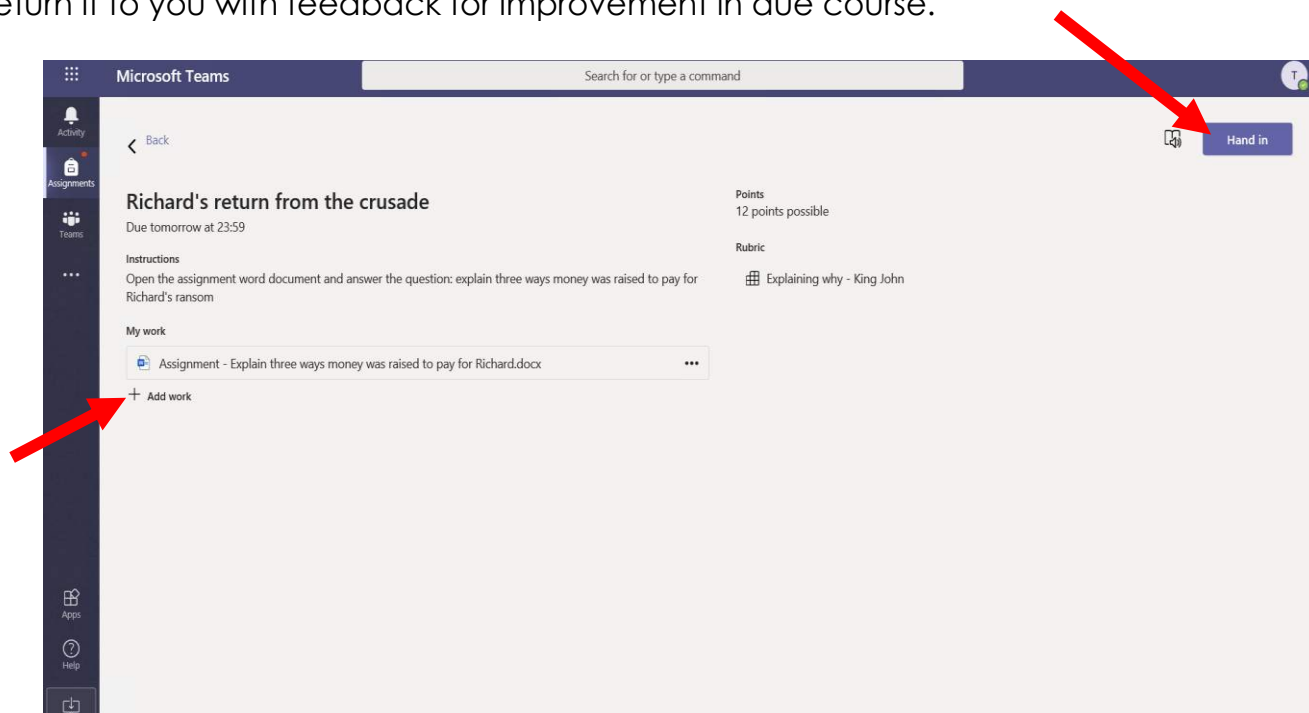 eturn it to you with feedback for improvement in due course.
Microsoft Teams
Search for or type a command
T
Activity
Back
Hand in
Assignments
Richard's return from the crusade
Due tomorrow at 23:59
Points
12 points possible
Teams
Rubric
Instructions
Open the assignment word document and answer the question: explain three ways money was raised to pay for
Richard's ransom
Explaining why - King John
My work
Assignment - Explain three ways money was raised to pay for Richard.docx
Add work
Apps
Help